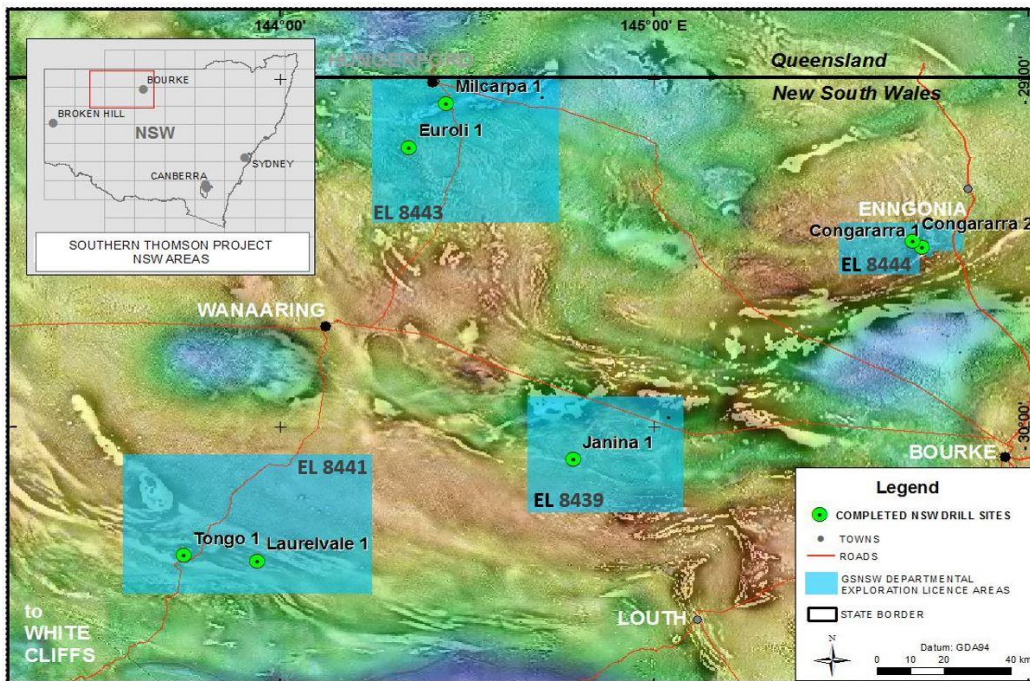 144°00'
145°00' E
HUNGERFORD
Queensland
New South Wales
29°00'
Milcarpa 1
Euroli 1
EL 8443
BOURKE
BROKEN HILL
NSW
SYDNEY
CANBERRA
SOUTHERN THOMSON PROJECT
NSW AREAS
ENNGONIA
Congararra 1
Congararra 2
EL 8444
WANAARING
Janina 1
EL 8439
30°00'
BOURKE
EL 8441
Tongo 1
Laurelvale 1
to
WHITE
CLIFFS
LOUTH
Legend
COMPLETED NSW DRILL SITES
TOWNS
ROADS
GSNSW DEPARTMENTAL
EXPLORATION LICENCE AREAS
STATE BORDER
N
Datum: GDA94
0 10 20 40 km